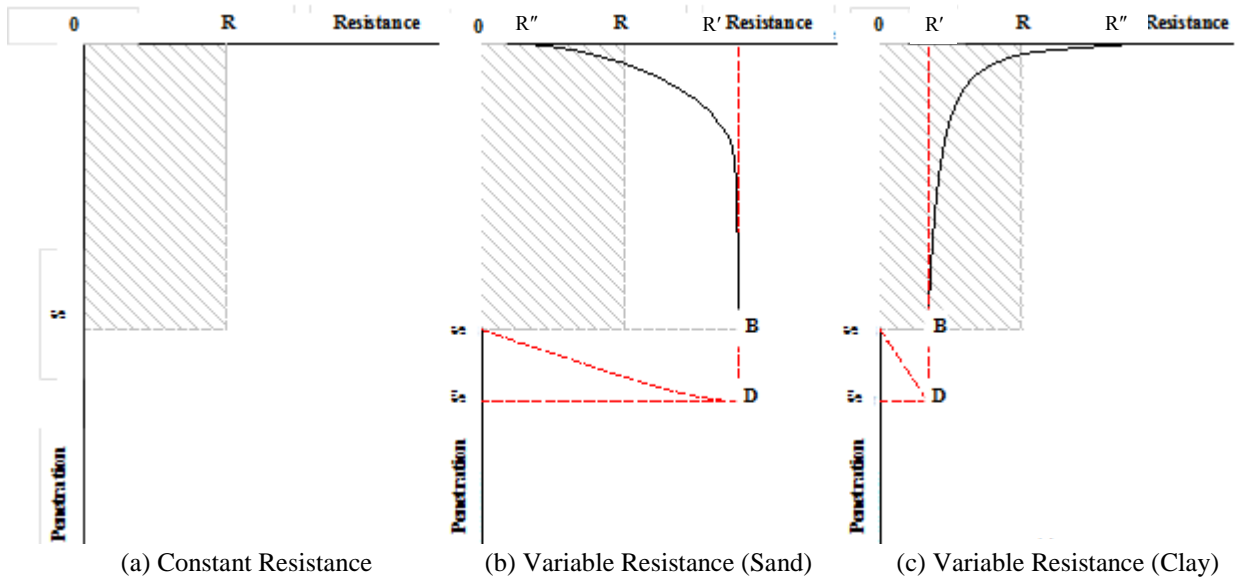 0 R Resistance
S
Penetration
(a) Constant Resistance
0 R″ R R′ Resistance
B
S
D
S'
Penetration
(b) Variable Resistance (Sand)
0 R′ R R″ Resistance
B
S
D
S'
Penetration
(c) Variable Resistance (Clay)